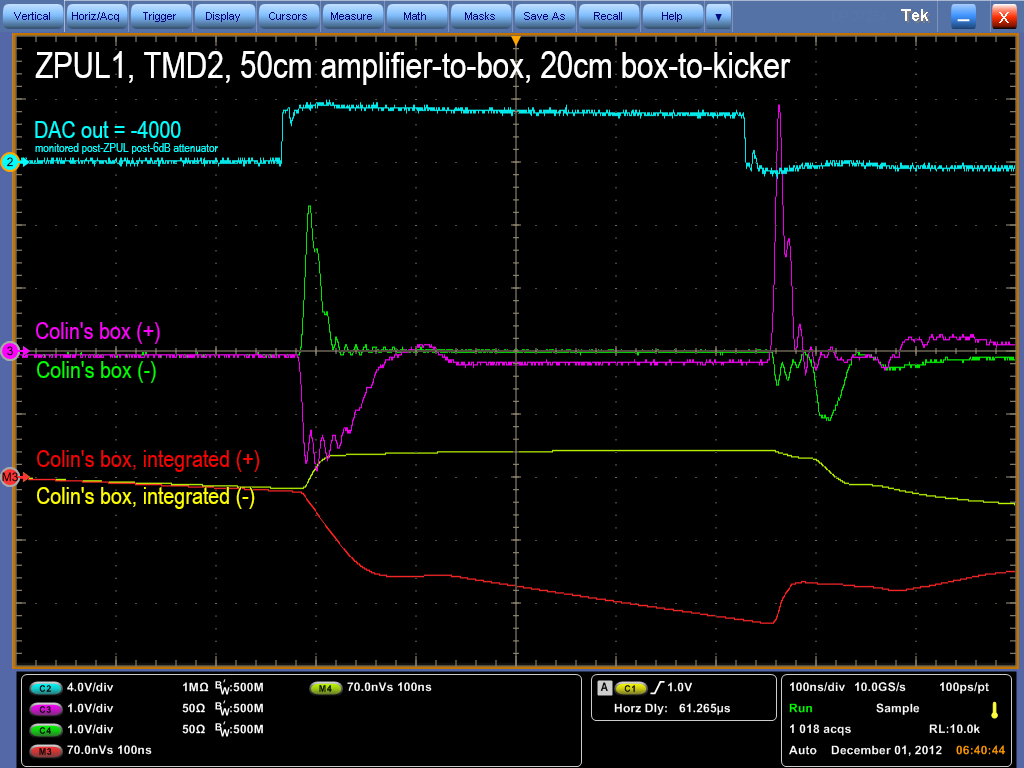 Vertical Horiz/Acq Trigger Display Cursors Measure Math Masks Save As Recall Help ▼ Tek X
ZPUL1, TMD2, 50cm amplifier-to-box, 20cm box-to-kicker
DAC out = -4000
monitored post-ZPUL post-6dB attenuator
2
Colin's box (+)
3
Colin's box (-)
Colin's box, integrated (+)
M3
Colin's box, integrated (-)
C2 4.0V/div 1MΩ BW:500M M4 70.0nVs 100ns
C3 1.0V/div 50Ω BW:500M
C4 1.0V/div 50Ω BW:500M
M3 70.0nVs 100ns
A C1 1.0V
Horz Dly: 61.265µs
100ns/div 10.0GS/s 100ps/pt
Run Sample
1 018 acqs RL:10.0k
Auto December 01, 2012 06:40:44